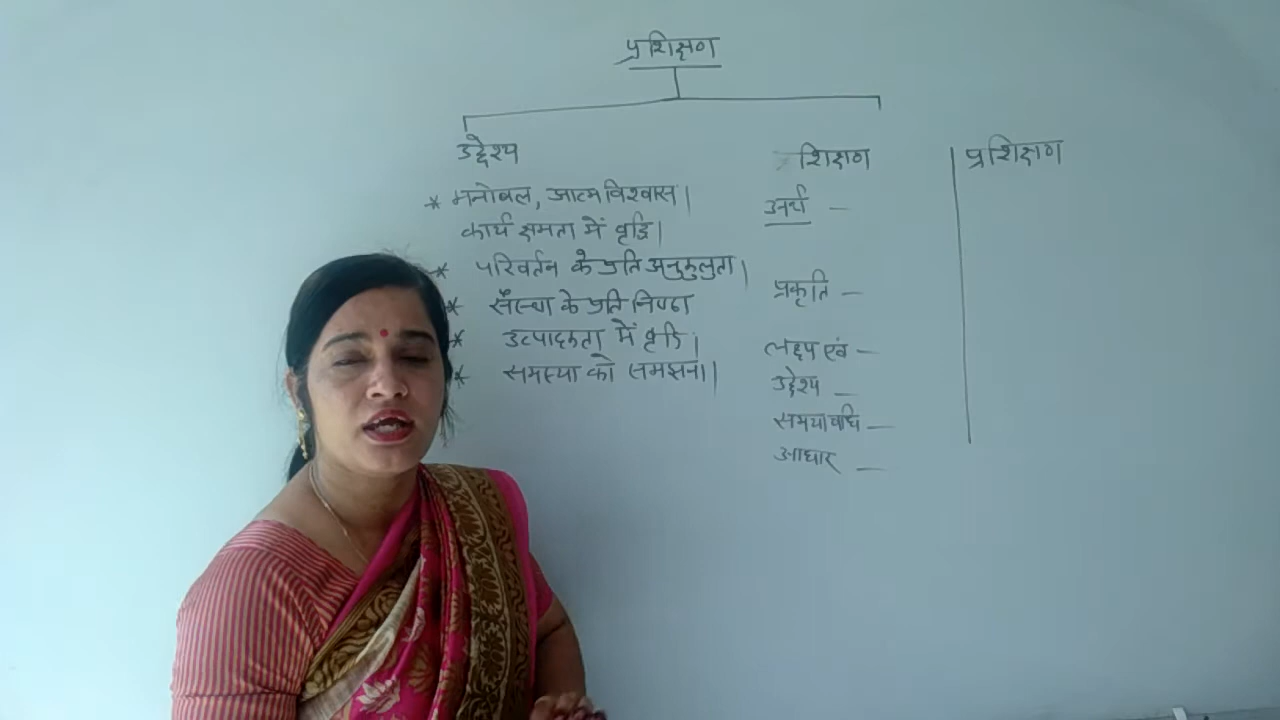 प्रशिक्षण
उद्देश्य
* मनोबल, आत्मविश्वास।
कार्य क्षमता में वृद्धि।
* परिवर्तन के प्रति अनुकुलुता।
* सँस्था के प्रति निष्ठा
* उत्पादकता में वृद्धि।
* समस्या को समझना।
शिक्षण
अर्थ —
प्रकृति —
लक्ष्य एवं —
उद्देश्य —
समयावधि —
आधार —
प्रशिक्षण